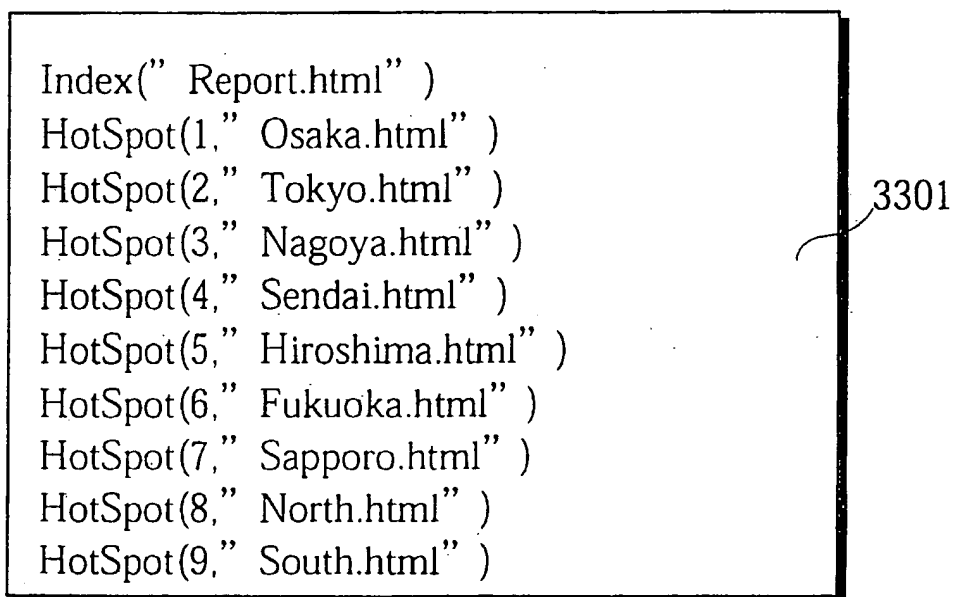 Index(” Report.html” )
HotSpot(1,” Osaka.html” )
HotSpot(2,” Tokyo.html” )
HotSpot(3,” Nagoya.html” )
HotSpot(4,” Sendai.html” )
HotSpot(5,” Hiroshima.html” )
HotSpot(6,” Fukuoka.html” )
HotSpot(7,” Sapporo.html” )
HotSpot(8,” North.html” )
HotSpot(9,” South.html” )
3301